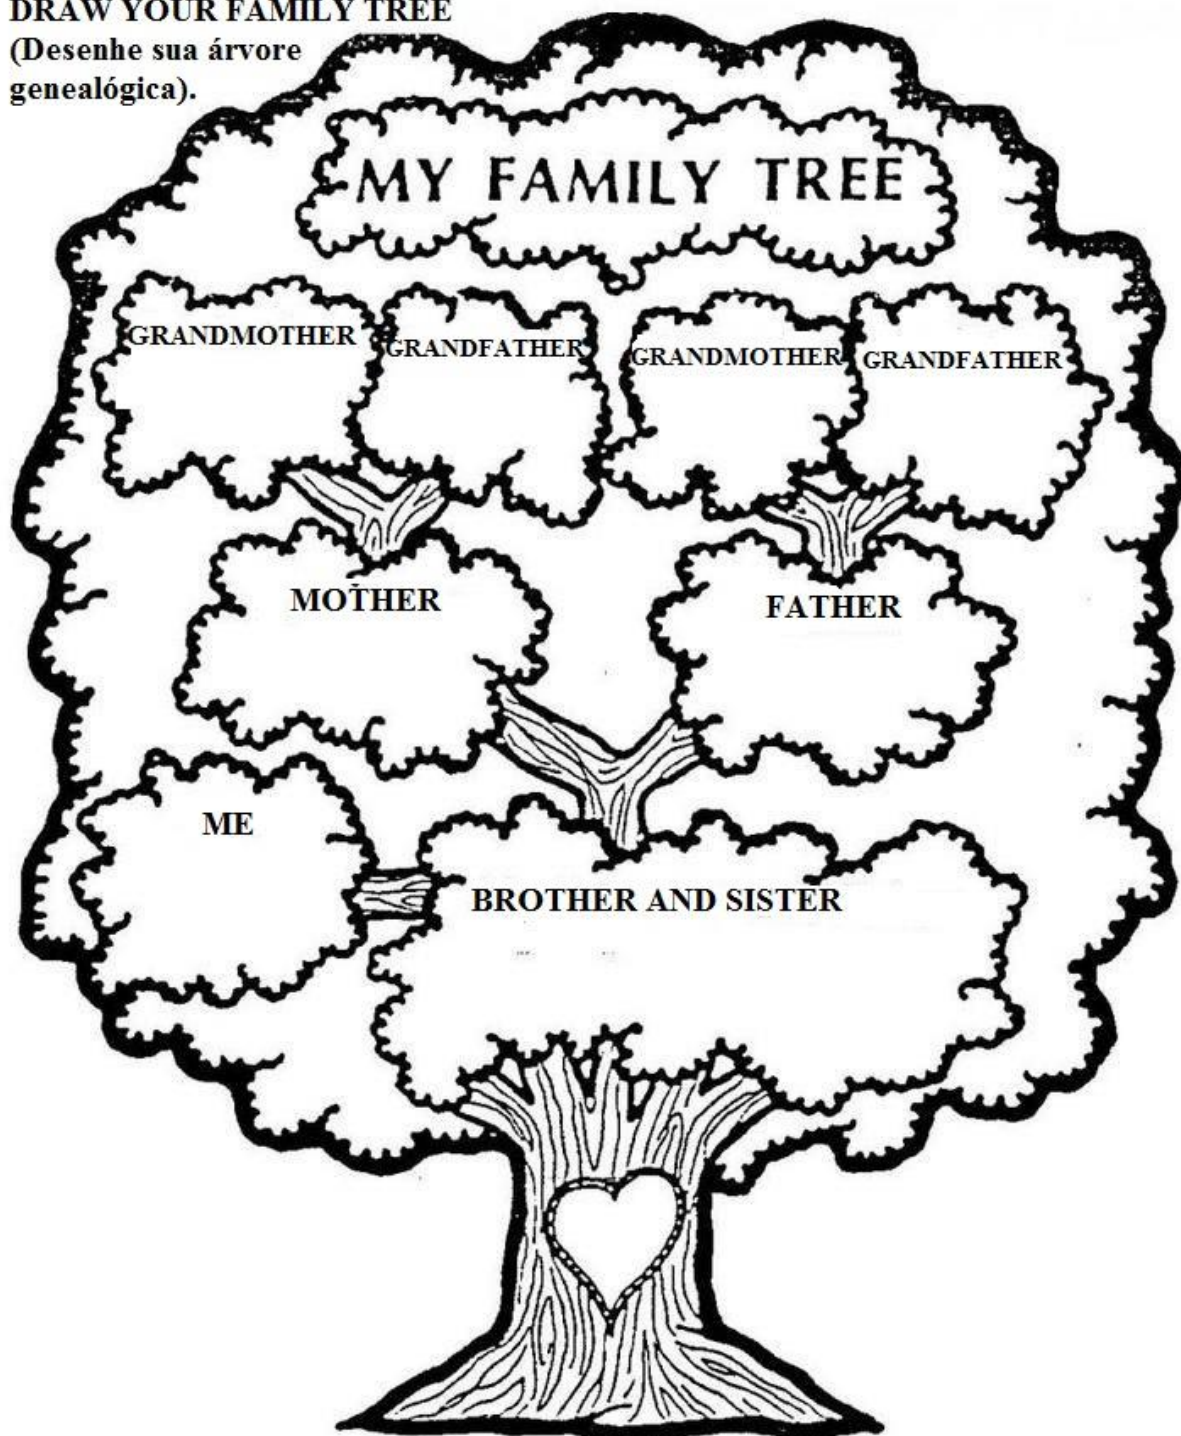 DRAW YOUR FAMILY TREE
(Desenhe sua árvore
genealógica).
MY FAMILY TREE
GRANDMOTHER GRANDFATHER GRANDMOTHER GRANDFATHER
MOTHER FATHER
ME
BROTHER AND SISTER